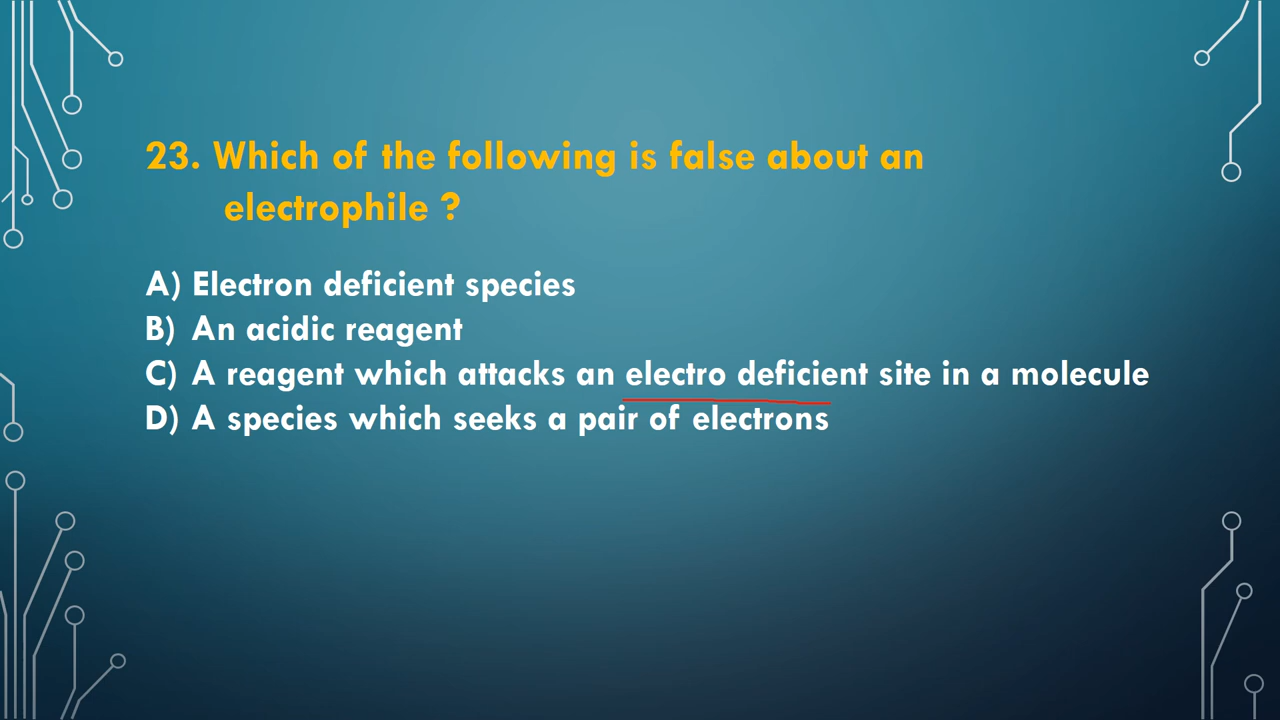 23. Which of the following is false about an
electrophile ?
A) Electron deficient species
B) An acidic reagent
C) A reagent which attacks an electro deficient site in a molecule
D) A species which seeks a pair of electrons